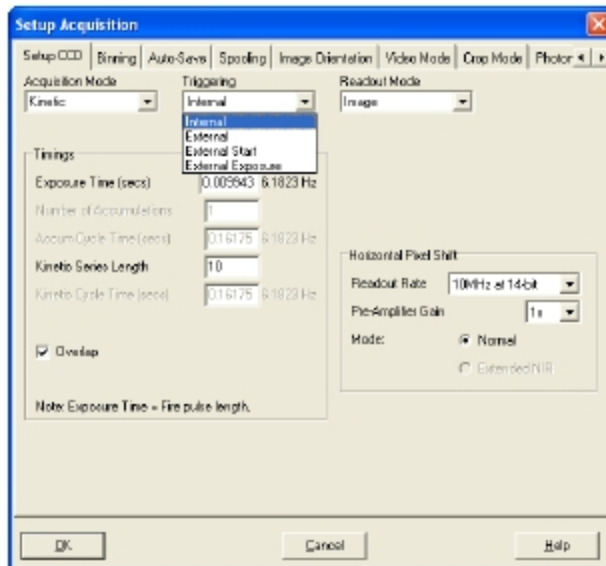 Setup Acquisition
Setup CCD Binning Auto-Save Spooling Image Orientation Video Mode Crop Mode Photon
Acquisition Mode Triggering Readout Mode
Kinetic Internal Image
Internal
External
External Start
External Exposure
Timings
Exposure Time (secs) 0.009943 6.1823 Hz
Number of Accumulations 1
Accum Cycle Time (secs) 0.16175 6.1823 Hz
Kinetic Series Length 10
Kinetic Cycle Time (secs) 0.16175 6.1823 Hz
Overlap
Note: Exposure Time = Fire pulse length.
Horizontal Pixel Shift
Readout Rate 10MHz at 14-bit
Pre-Amplifier Gain 1x
Mode: Normal
Extended NIR
OK Cancel Help